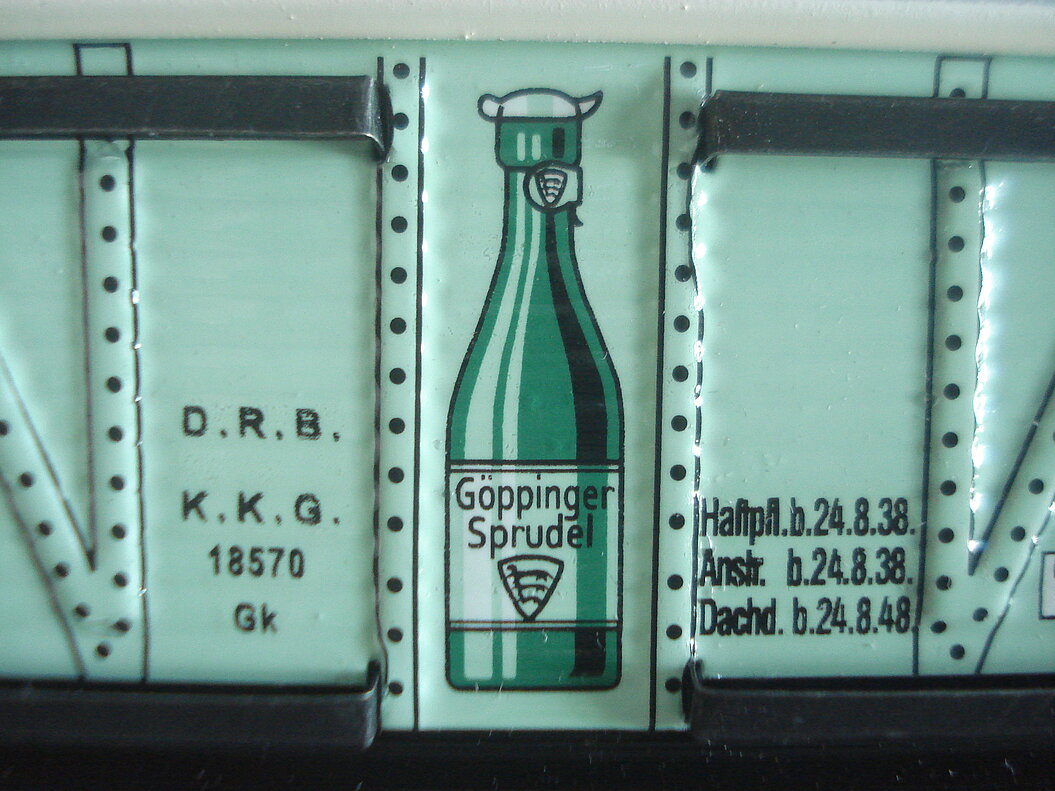 D.R.B.
K.K.G.
18570
Gk
Göppinger
Sprudel
Haftpfl.b.24.8.38.
Anstr. b.24.8.38.
Dachd. b.24.8.48.